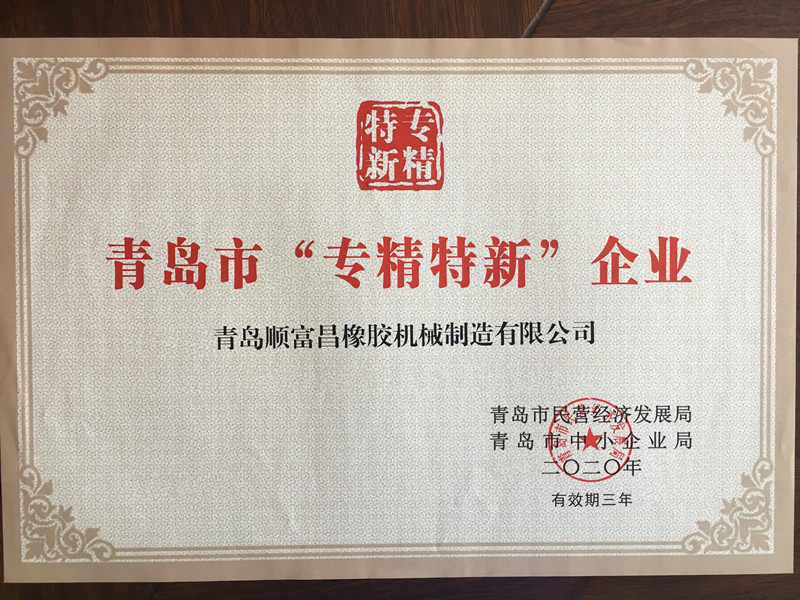 专精
特新
青岛市“专精特新”企业
青岛顺富昌橡胶机械制造有限公司
青岛市民营经济发展局
青岛市中小企业局
二〇二〇年
有效期三年